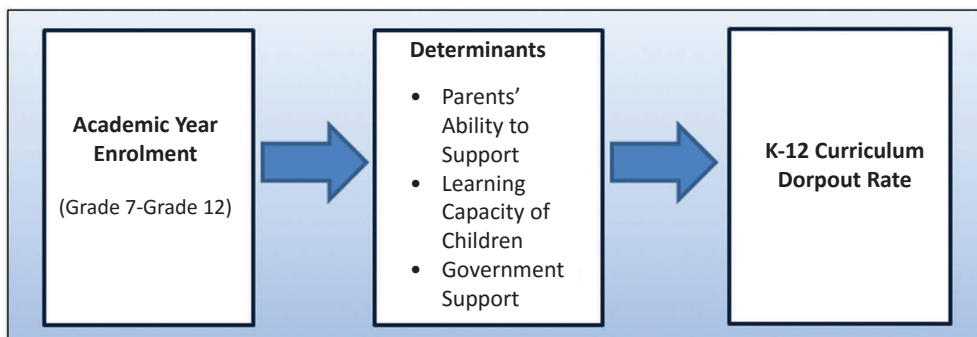 Academic Year
Enrolment
(Grade 7-Grade 12)
Determinants
• Parents’
Ability to
Support
• Learning
Capacity of
Children
• Government
Support
K-12 Curriculum
Dorpout Rate